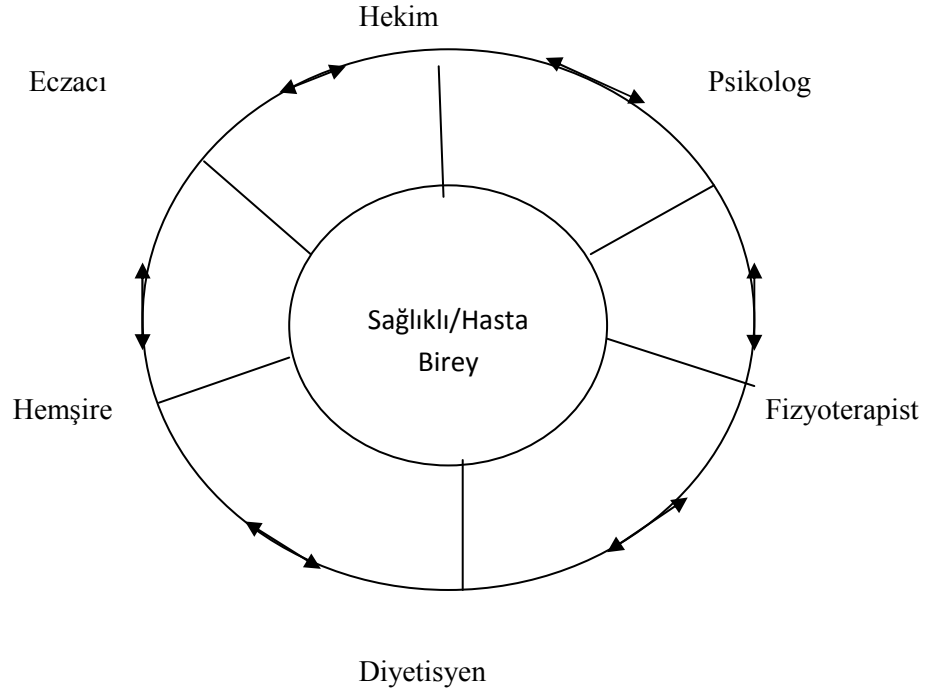 Hekim
Eczacı
Psikolog
Sağlıklı/Hasta
Birey
Hemşire
Fizyoterapist
Diyetisyen